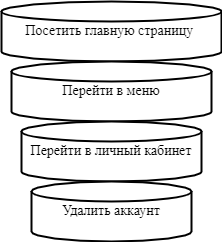 Посетить главную страницу
Перейти в меню
Перейти в личный кабинет
Удалить аккаунт